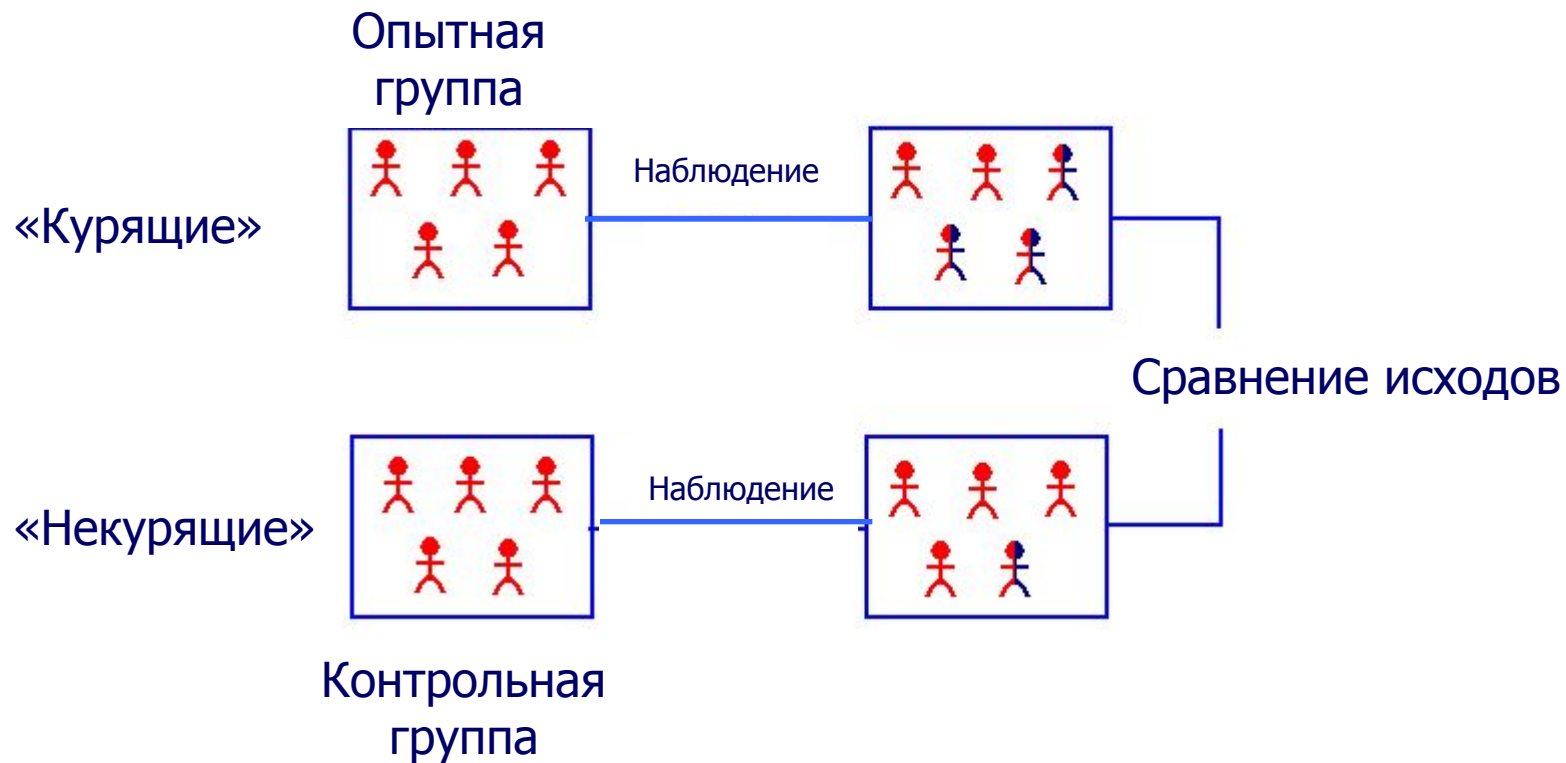 Опытная
группа
Наблюдение
«Курящие»
Сравнение исходов
Наблюдение
«Некурящие»
Контрольная
группа